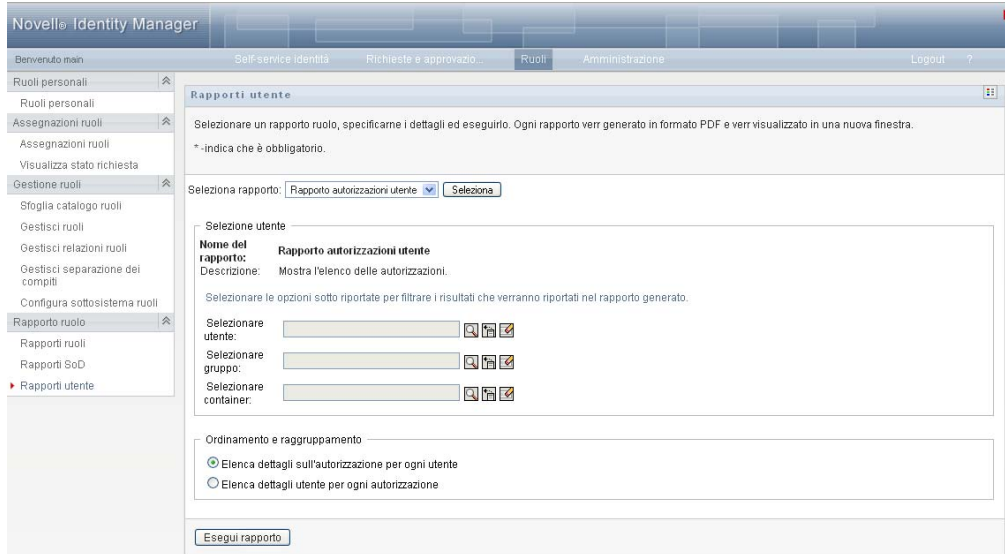 Novell® Identity Manager
Benvenuto main
Self-service identità
Richieste e approvazio...
Ruoli
Amministrazione
Logout
?
Ruoli personali
Ruoli personali
Assegnazioni ruoli
Assegnazioni ruoli
Visualizza stato richiesta
Gestione ruoli
Sfoglia catalogo ruoli
Gestisci ruoli
Gestisci relazioni ruoli
Gestisci separazione dei
compiti
Configura sottosistema ruoli
Rapporto ruolo
Rapporti ruoli
Rapporti SoD
Rapporti utente
Rapporti utente
Selezionare un rapporto ruolo, specificarne i dettagli ed eseguirlo. Ogni rapporto verr generato in formato PDF e verr visualizzato in una nuova finestra.
* -indica che è obbligatorio.
Seleziona rapporto: Rapporto autorizzazioni utente Seleziona
Selezione utente
Nome del
rapporto: Rapporto autorizzazioni utente
Descrizione: Mostra l'elenco delle autorizzazioni.
Selezionare le opzioni sotto riportate per filtrare i risultati che verranno riportati nel rapporto generato.
Selezionare
utente:
Selezionare
gruppo:
Selezionare
container:
Ordinamento e raggruppamento
Elenca dettagli sull'autorizzazione per ogni utente
Elenca dettagli utente per ogni autorizzazione
Esegui rapporto